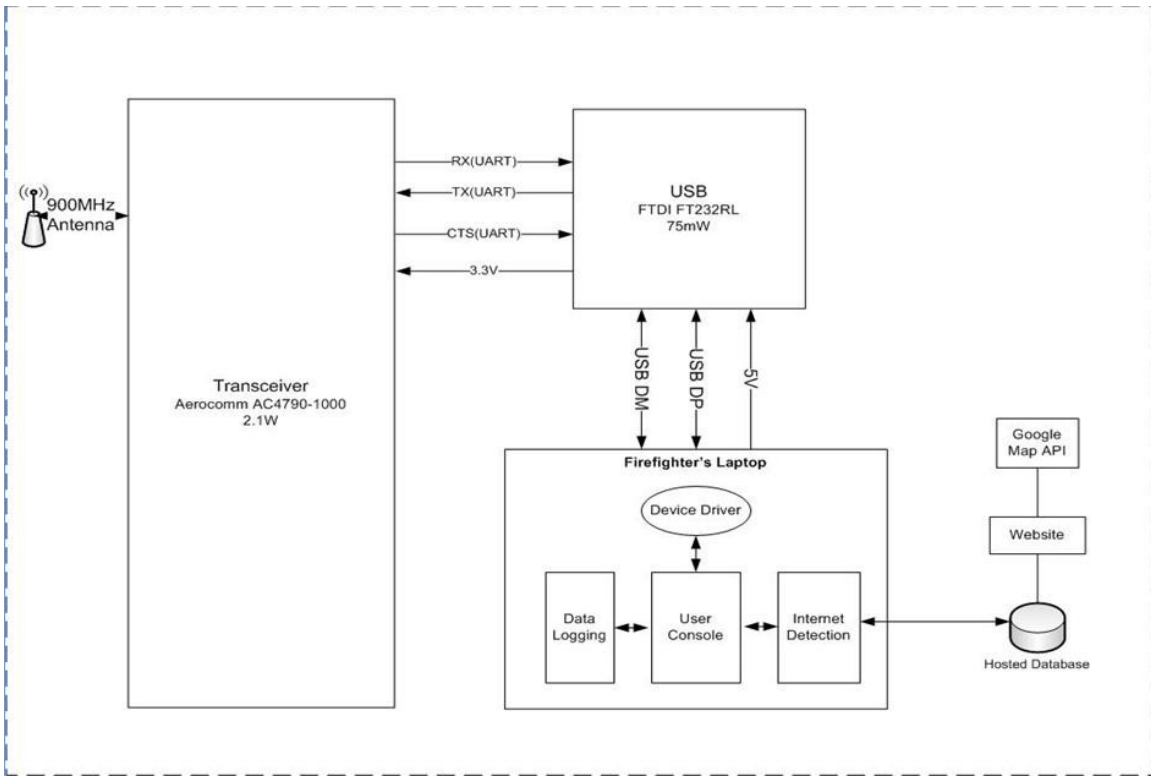 900MHz
Antenna
RX(UART)
TX(UART)
CTS(UART)
3.3V
USB
FTDI FT232RL
75mW
Transceiver
Aerocomm AC4790-1000
2.1W
USB DM
USB DP
5V
Firefighter's Laptop
Device Driver
Data
Logging
User
Console
Internet
Detection
Google
Map API
Website
Hosted Database